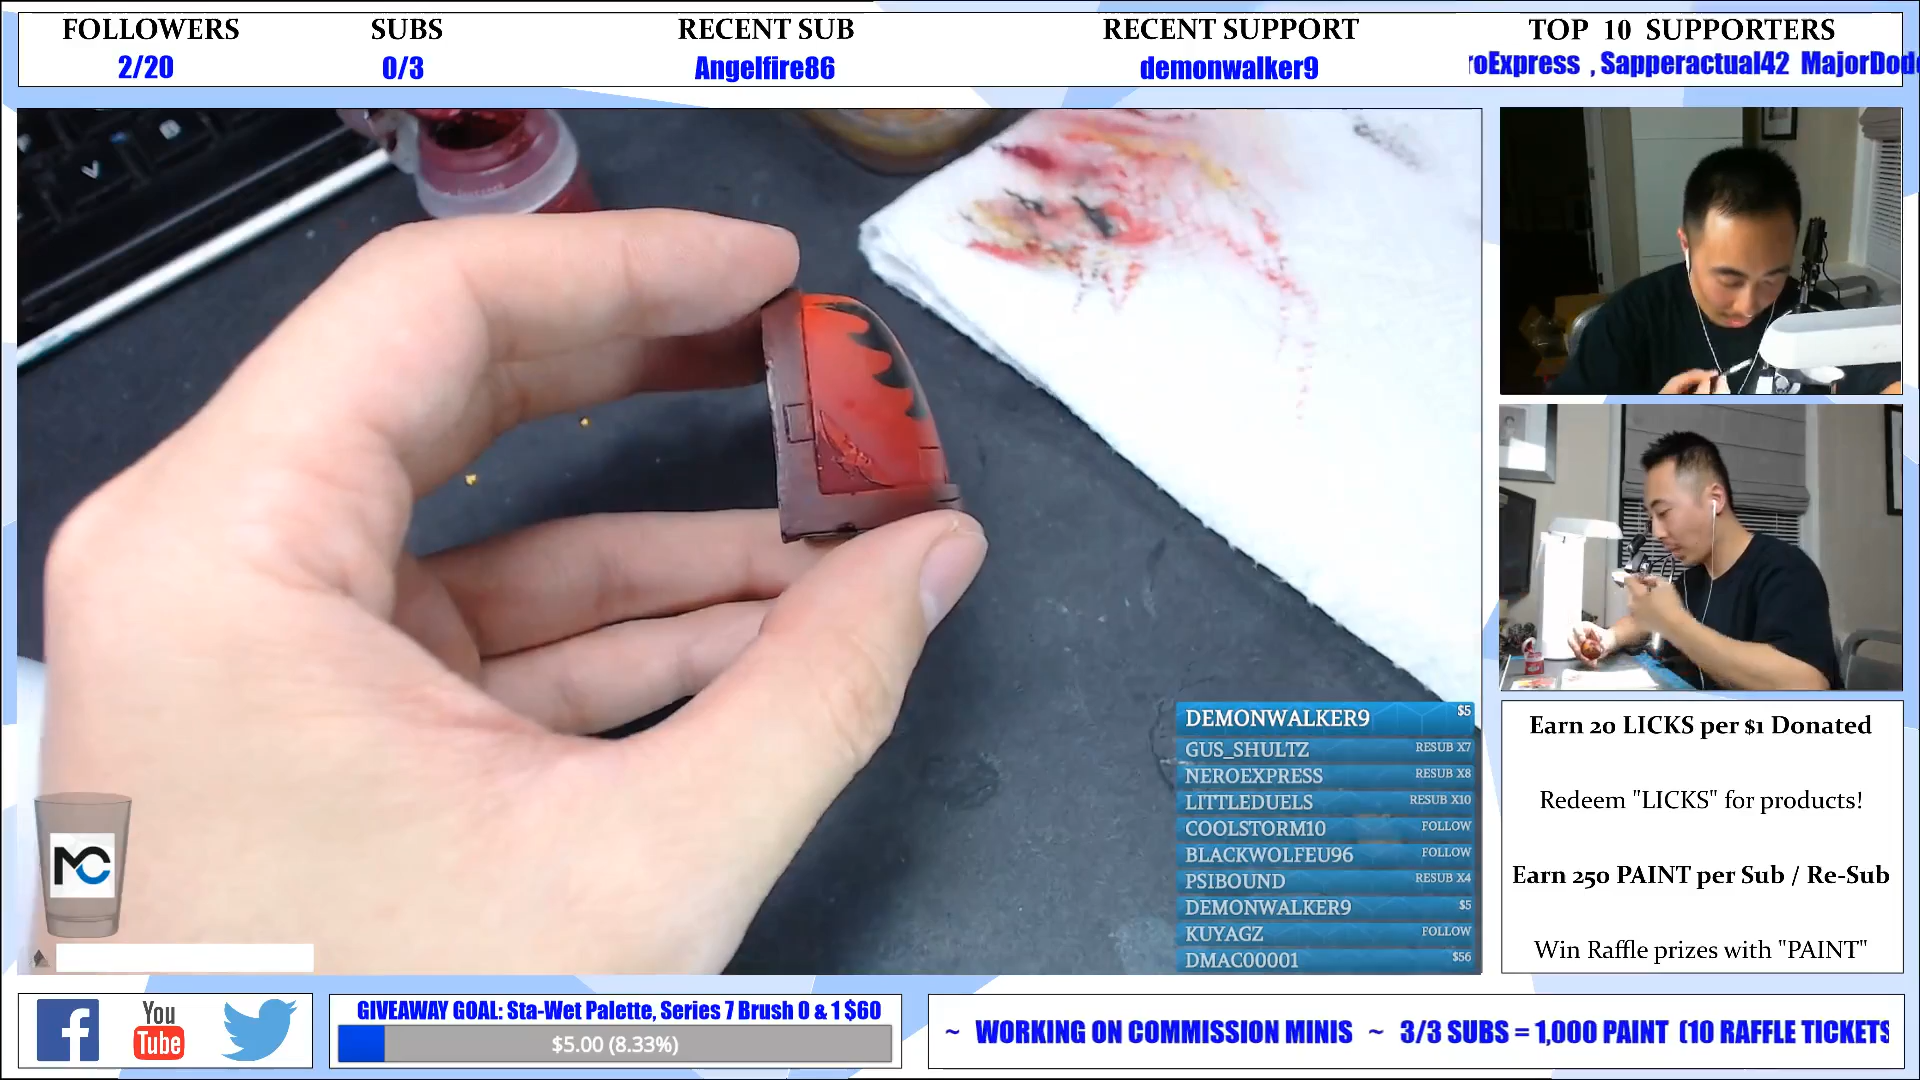 FOLLOWERS
2/20
SUBS
0/3
RECENT SUB
Angelfire86
RECENT SUPPORT
demonwalker9
TOP 10 SUPPORTERS
roExpress , Sapperactual42 MajorDod
V
DEMONWALKER9 $5
GUS_SHULTZ RESUB X7
NEROEXPRESS RESUB X8
LITTLEDUELS RESUB X10
COOLSTORM10 FOLLOW
BLACKWOLFEU96 FOLLOW
PSIBOUND RESUB X4
DEMONWALKER9 $5
KUYAGZ FOLLOW
DMAC00001 $56
Earn 20 LICKS per $1 Donated
Redeem "LICKS" for products!
Earn 250 PAINT per Sub / Re-Sub
Win Raffle prizes with "PAINT"
MC
f
You
Tube
GIVEAWAY GOAL: Sta-Wet Palette, Series 7 Brush 0 & 1 $60
$5.00 (8.33%)
~ WORKING ON COMMISSION MINIS ~ 3/3 SUBS = 1,000 PAINT (10 RAFFLE TICKETS